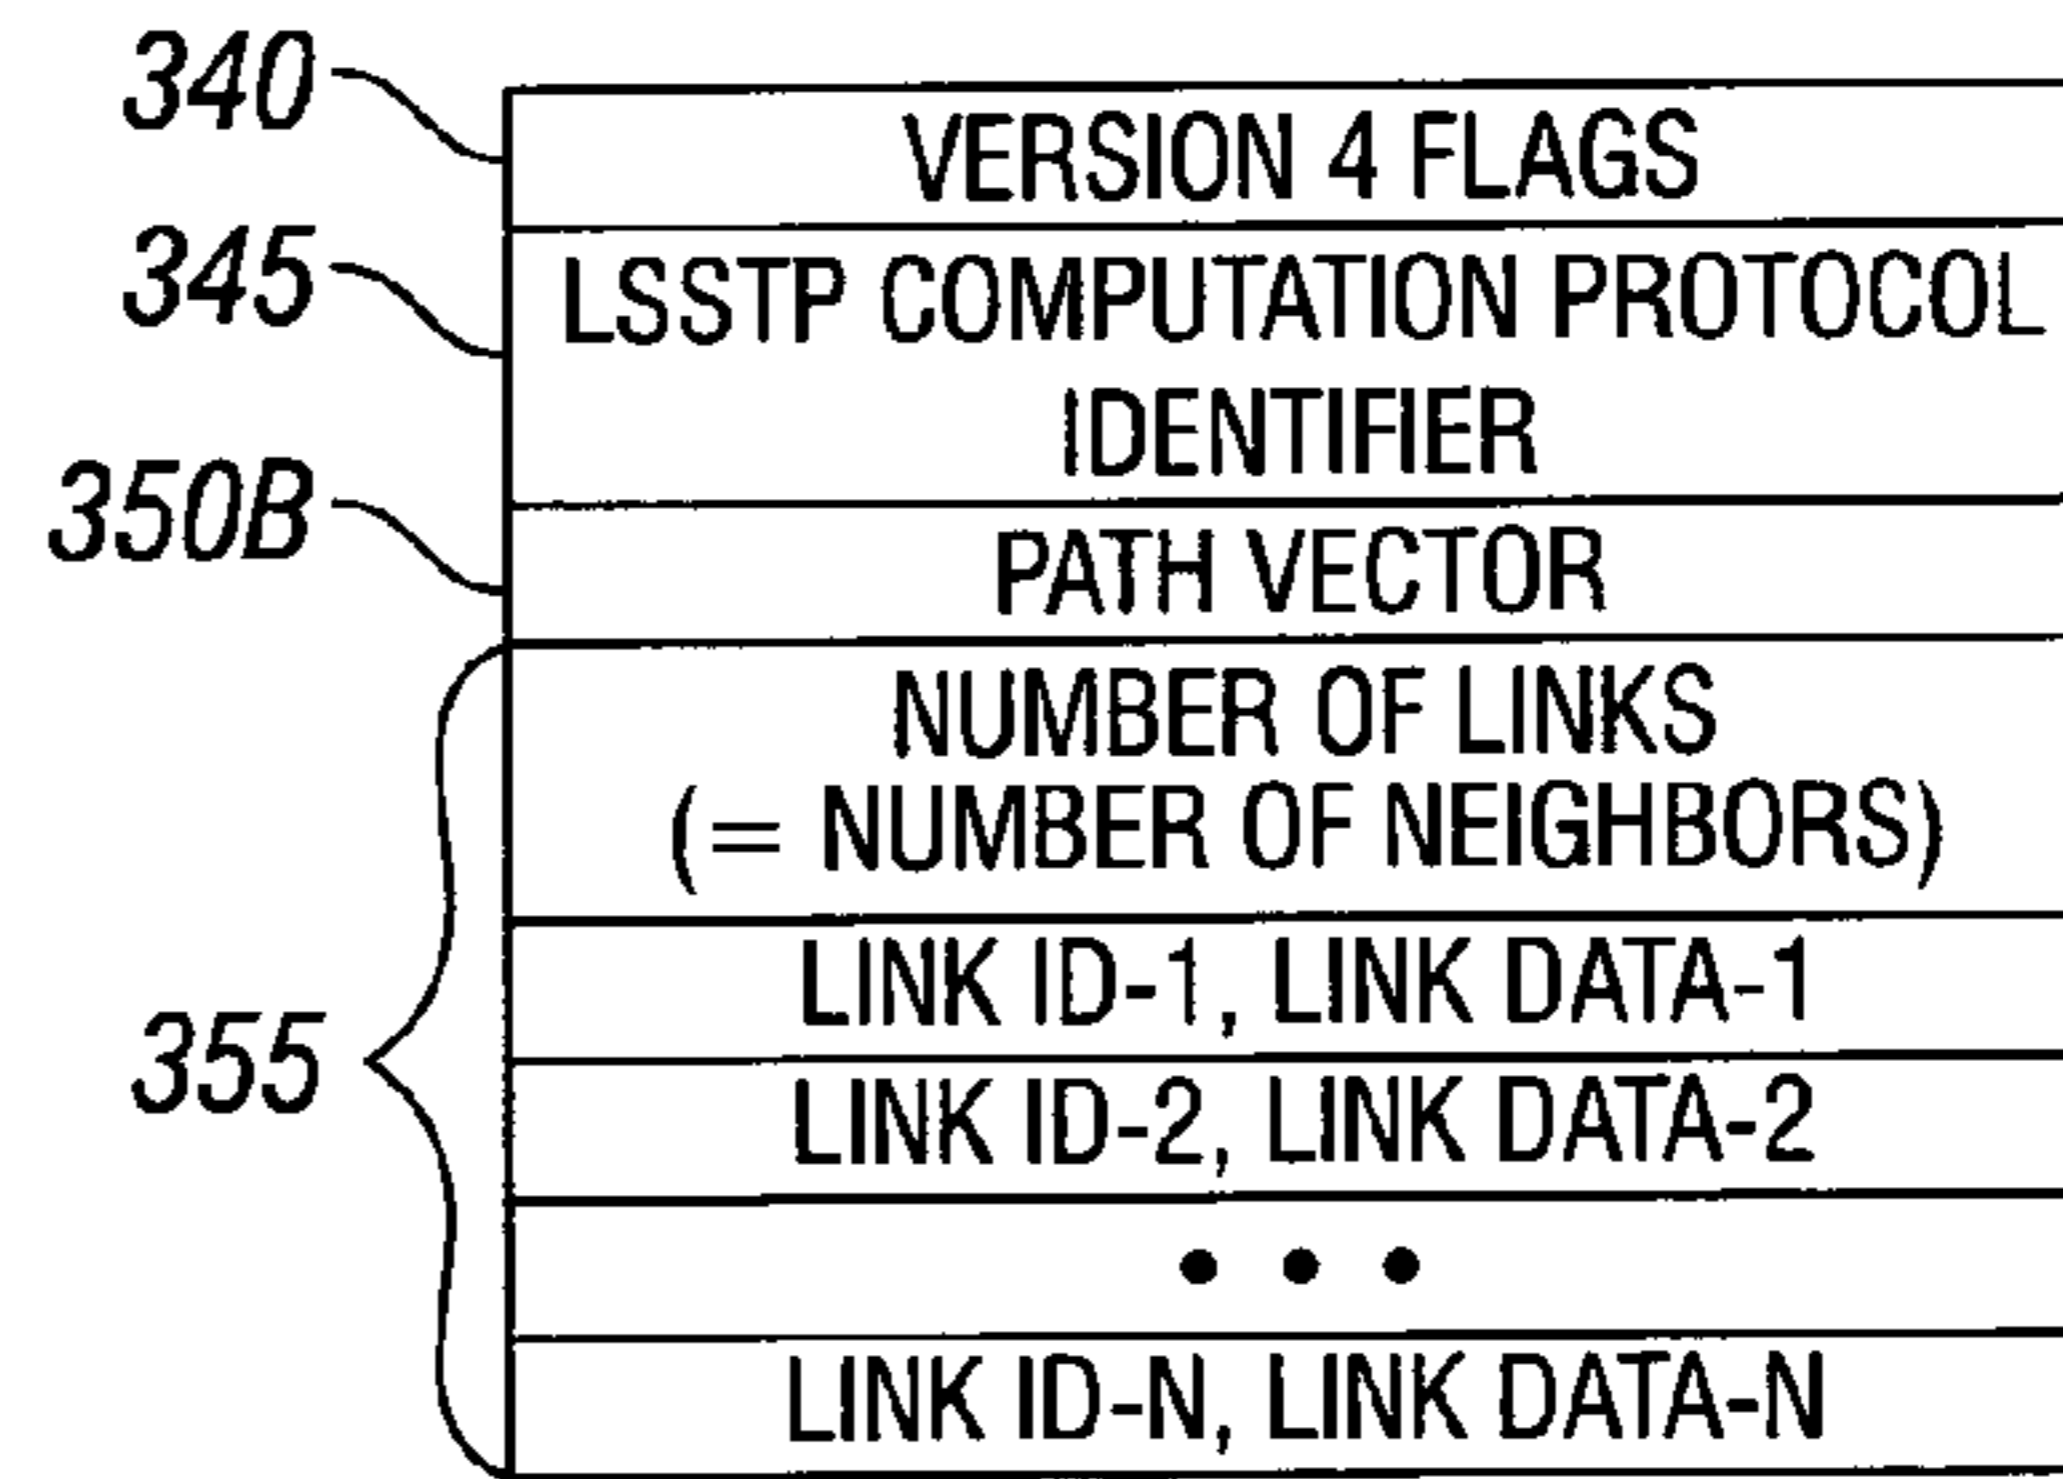 340
VERSION 4 FLAGS
345
LSSTP COMPUTATION PROTOCOL
IDENTIFIER
350B
PATH VECTOR
NUMBER OF LINKS
(= NUMBER OF NEIGHBORS)
355
LINK ID-1, LINK DATA-1
LINK ID-2, LINK DATA-2
• • •
LINK ID-N, LINK DATA-N